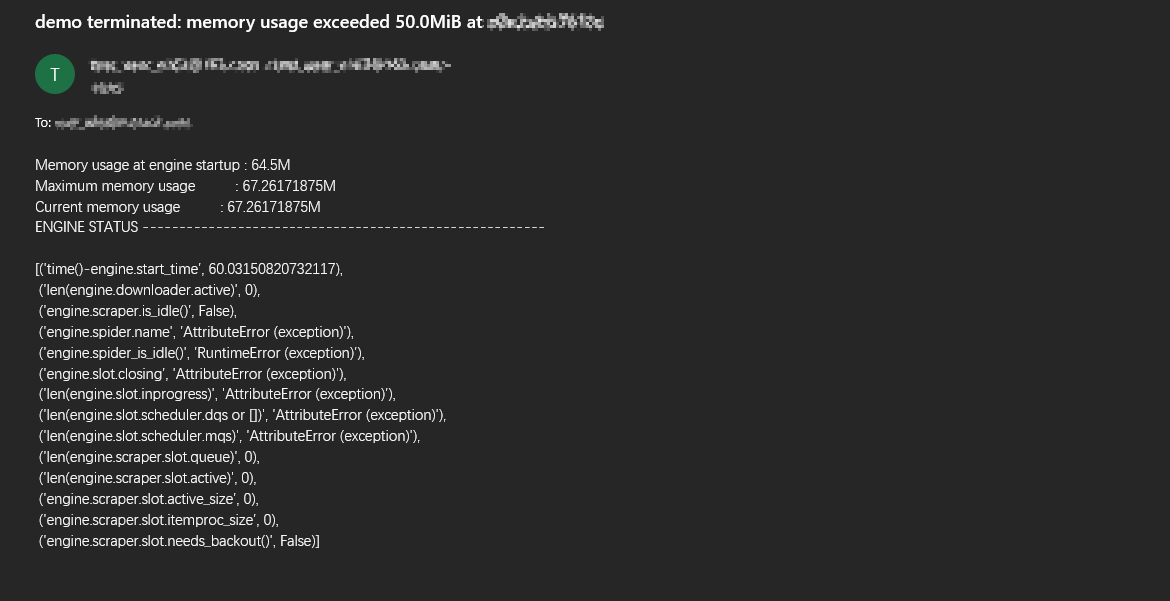 demo terminated: memory usage exceeded 50.0MiB at
T
To:
Memory usage at engine startup : 64.5M
Maximum memory usage : 67.26171875M
Current memory usage : 67.26171875M
ENGINE STATUS -------------------------------------------------------
[('time()-engine.start_time', 60.03150820732117),
('len(engine.downloader.active)', 0),
('engine.scraper.is_idle()', False),
('engine.spider.name', 'AttributeError (exception)'),
('engine.spider_is_idle()', 'RuntimeError (exception)'),
('engine.slot.closing', 'AttributeError (exception)'),
('len(engine.slot.inprogress)', 'AttributeError (exception)'),
('len(engine.slot.scheduler.dqs or [])', 'AttributeError (exception)'),
('len(engine.slot.scheduler.mqs)', 'AttributeError (exception)'),
('len(engine.scraper.slot.queue)', 0),
('len(engine.scraper.slot.active)', 0),
('engine.scraper.slot.active_size', 0),
('engine.scraper.slot.itemproc_size', 0),
('engine.scraper.slot.needs_backout()', False)]